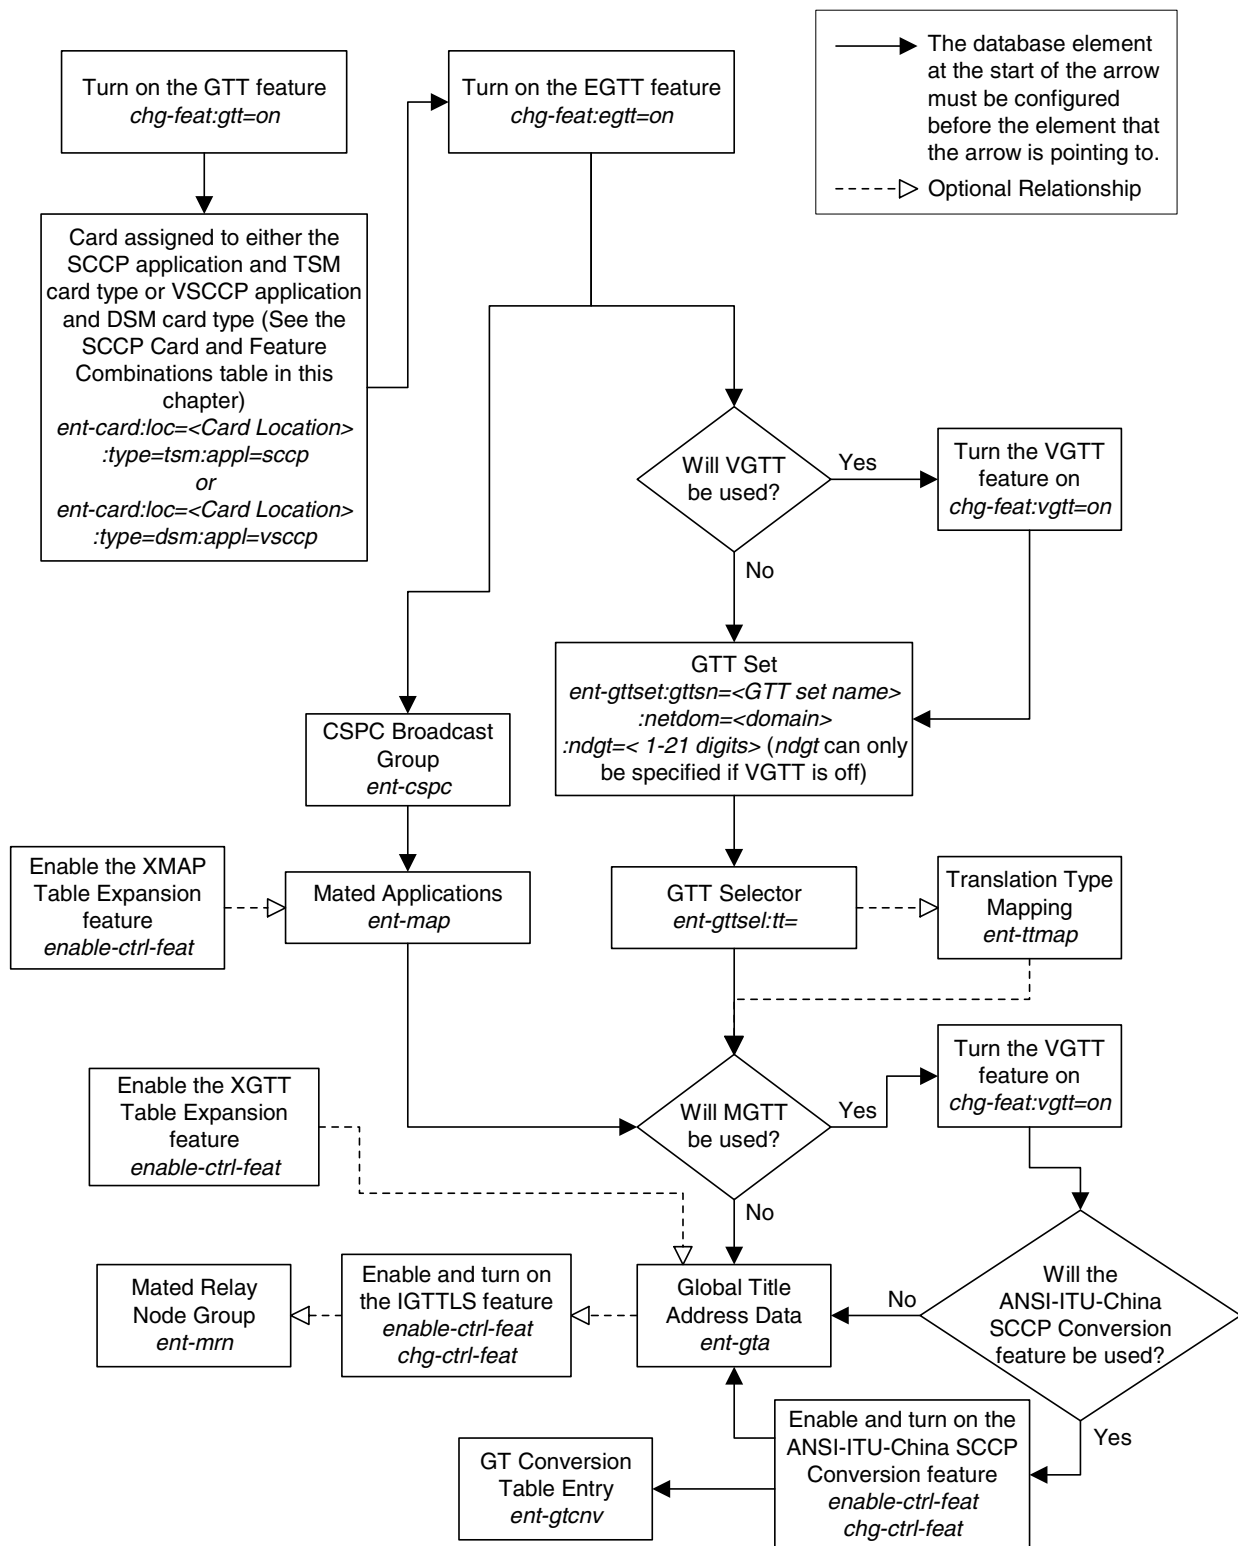 Turn on the GTT feature
chg-feat:gtt=on
Turn on the EGTT feature
chg-feat:egtt=on
The database element
at the start of the arrow
must be configured
before the element that
the arrow is pointing to.
Optional Relationship
Card assigned to either the
SCCP application and TSM
card type or VSCCP application
and DSM card type (See the
SCCP Card and Feature
Combinations table in this
chapter)
ent-card:loc=<Card Location>
:type=tsm:appl=sccp
or
ent-card:loc=<Card Location>
:type=dsm:appl=vsccp
Will VGTT
be used?
Yes
Turn the VGTT
feature on
chg-feat:vgtt=on
No
GTT Set
ent-gttset:gttsn=<GTT set name>
:netdom=<domain>
:ndgt=< 1-21 digits> (ndgt can only
be specified if VGTT is off)
CSPC Broadcast
Group
ent-cspc
Enable the XMAP
Table Expansion
feature
enable-ctrl-feat
Mated Applications
ent-map
GTT Selector
ent-gttsel:tt=
Translation Type
Mapping
ent-ttmap
Enable the XGTT
Table Expansion
feature
enable-ctrl-feat
Will MGTT
be used?
Yes
Turn the VGTT
feature on
chg-feat:vgtt=on
No
Mated Relay
Node Group
ent-mrn
Enable and turn on
the IGTTLS feature
enable-ctrl-feat
chg-ctrl-feat
Global Title
Address Data
ent-gta
No
Will the
ANSI-ITU-China
SCCP Conversion
feature be used?
Yes
GT Conversion
Table Entry
ent-gtcnv
Enable and turn on the
ANSI-ITU-China SCCP
Conversion feature
enable-ctrl-feat
chg-ctrl-feat